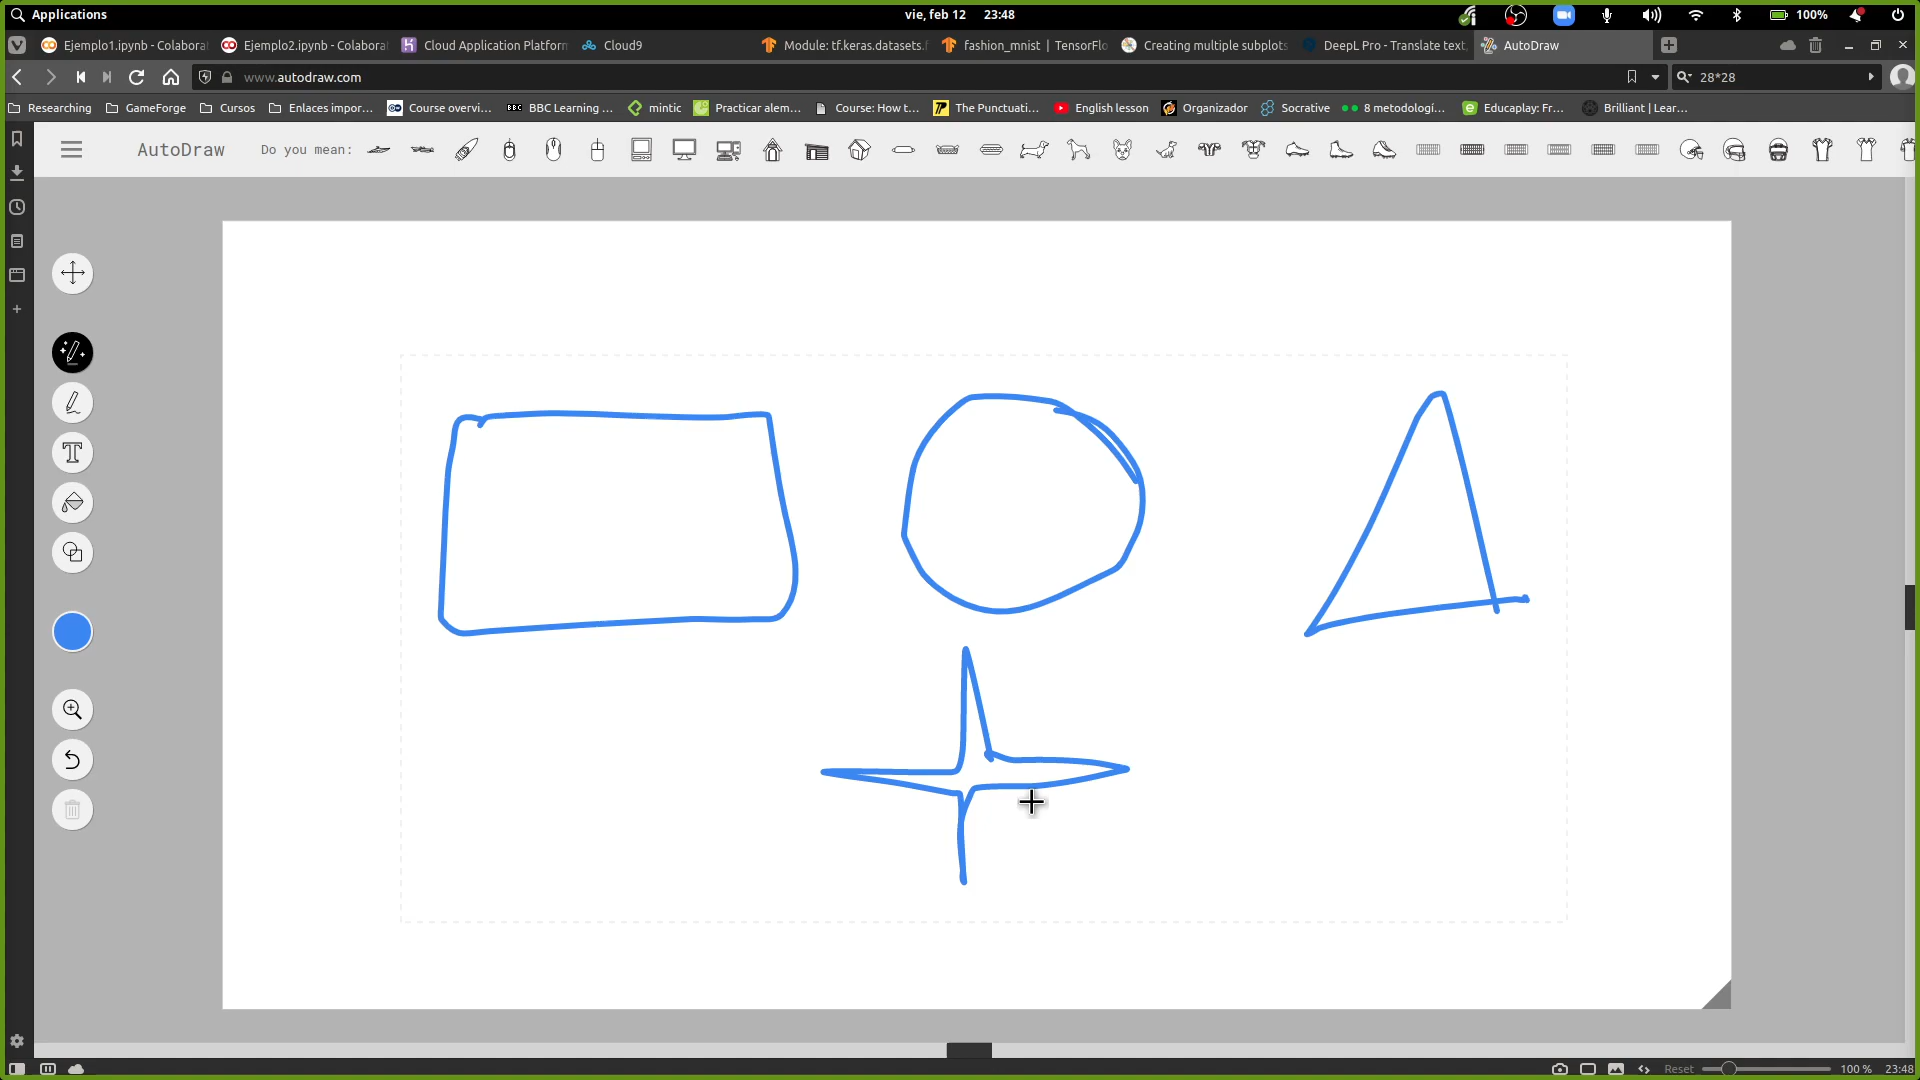 Applications vie, feb 12 23:48 100%
Ejemplo1.ipynb - Colabora Ejemplo2.ipynb - Colabora Cloud Application Platform Cloud9 Module: tf.keras.datasets.f fashion_mnist | TensorFlo Creating multiple subplots DeepL Pro - Translate text, AutoDraw
www.autodraw.com 28*28
Researching GameForge Cursos Enlaces impor... Course overvi... BBC Learning ... mintic Practicar alem... Course: How t... The Punctuati... English lesson Organizador Socrative 8 metodologí... Educaplay: Fr... Brilliant | Lear...
AutoDraw Do you mean:
Reset 100 % 23:48